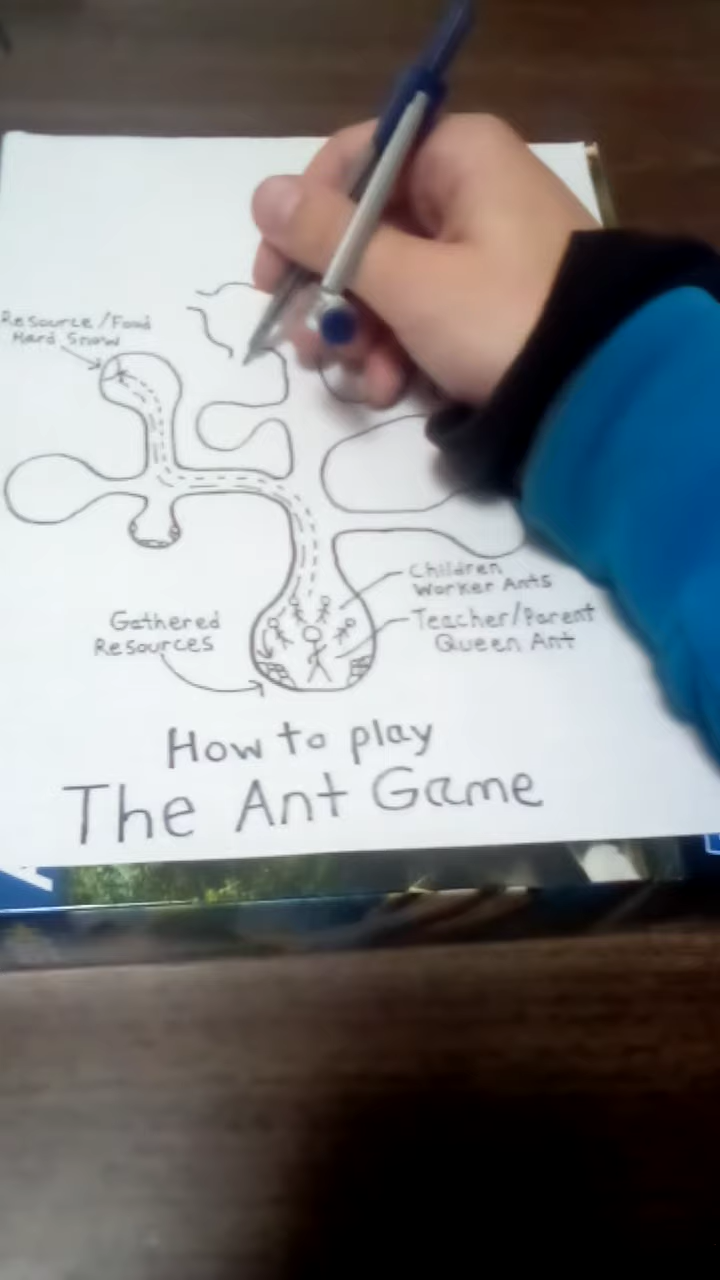 Resource/Food
Hard Snow
Children
Worker Ants
Teacher/Parent
Queen Ant
Gathered
Resources
How to play
The Ant Game